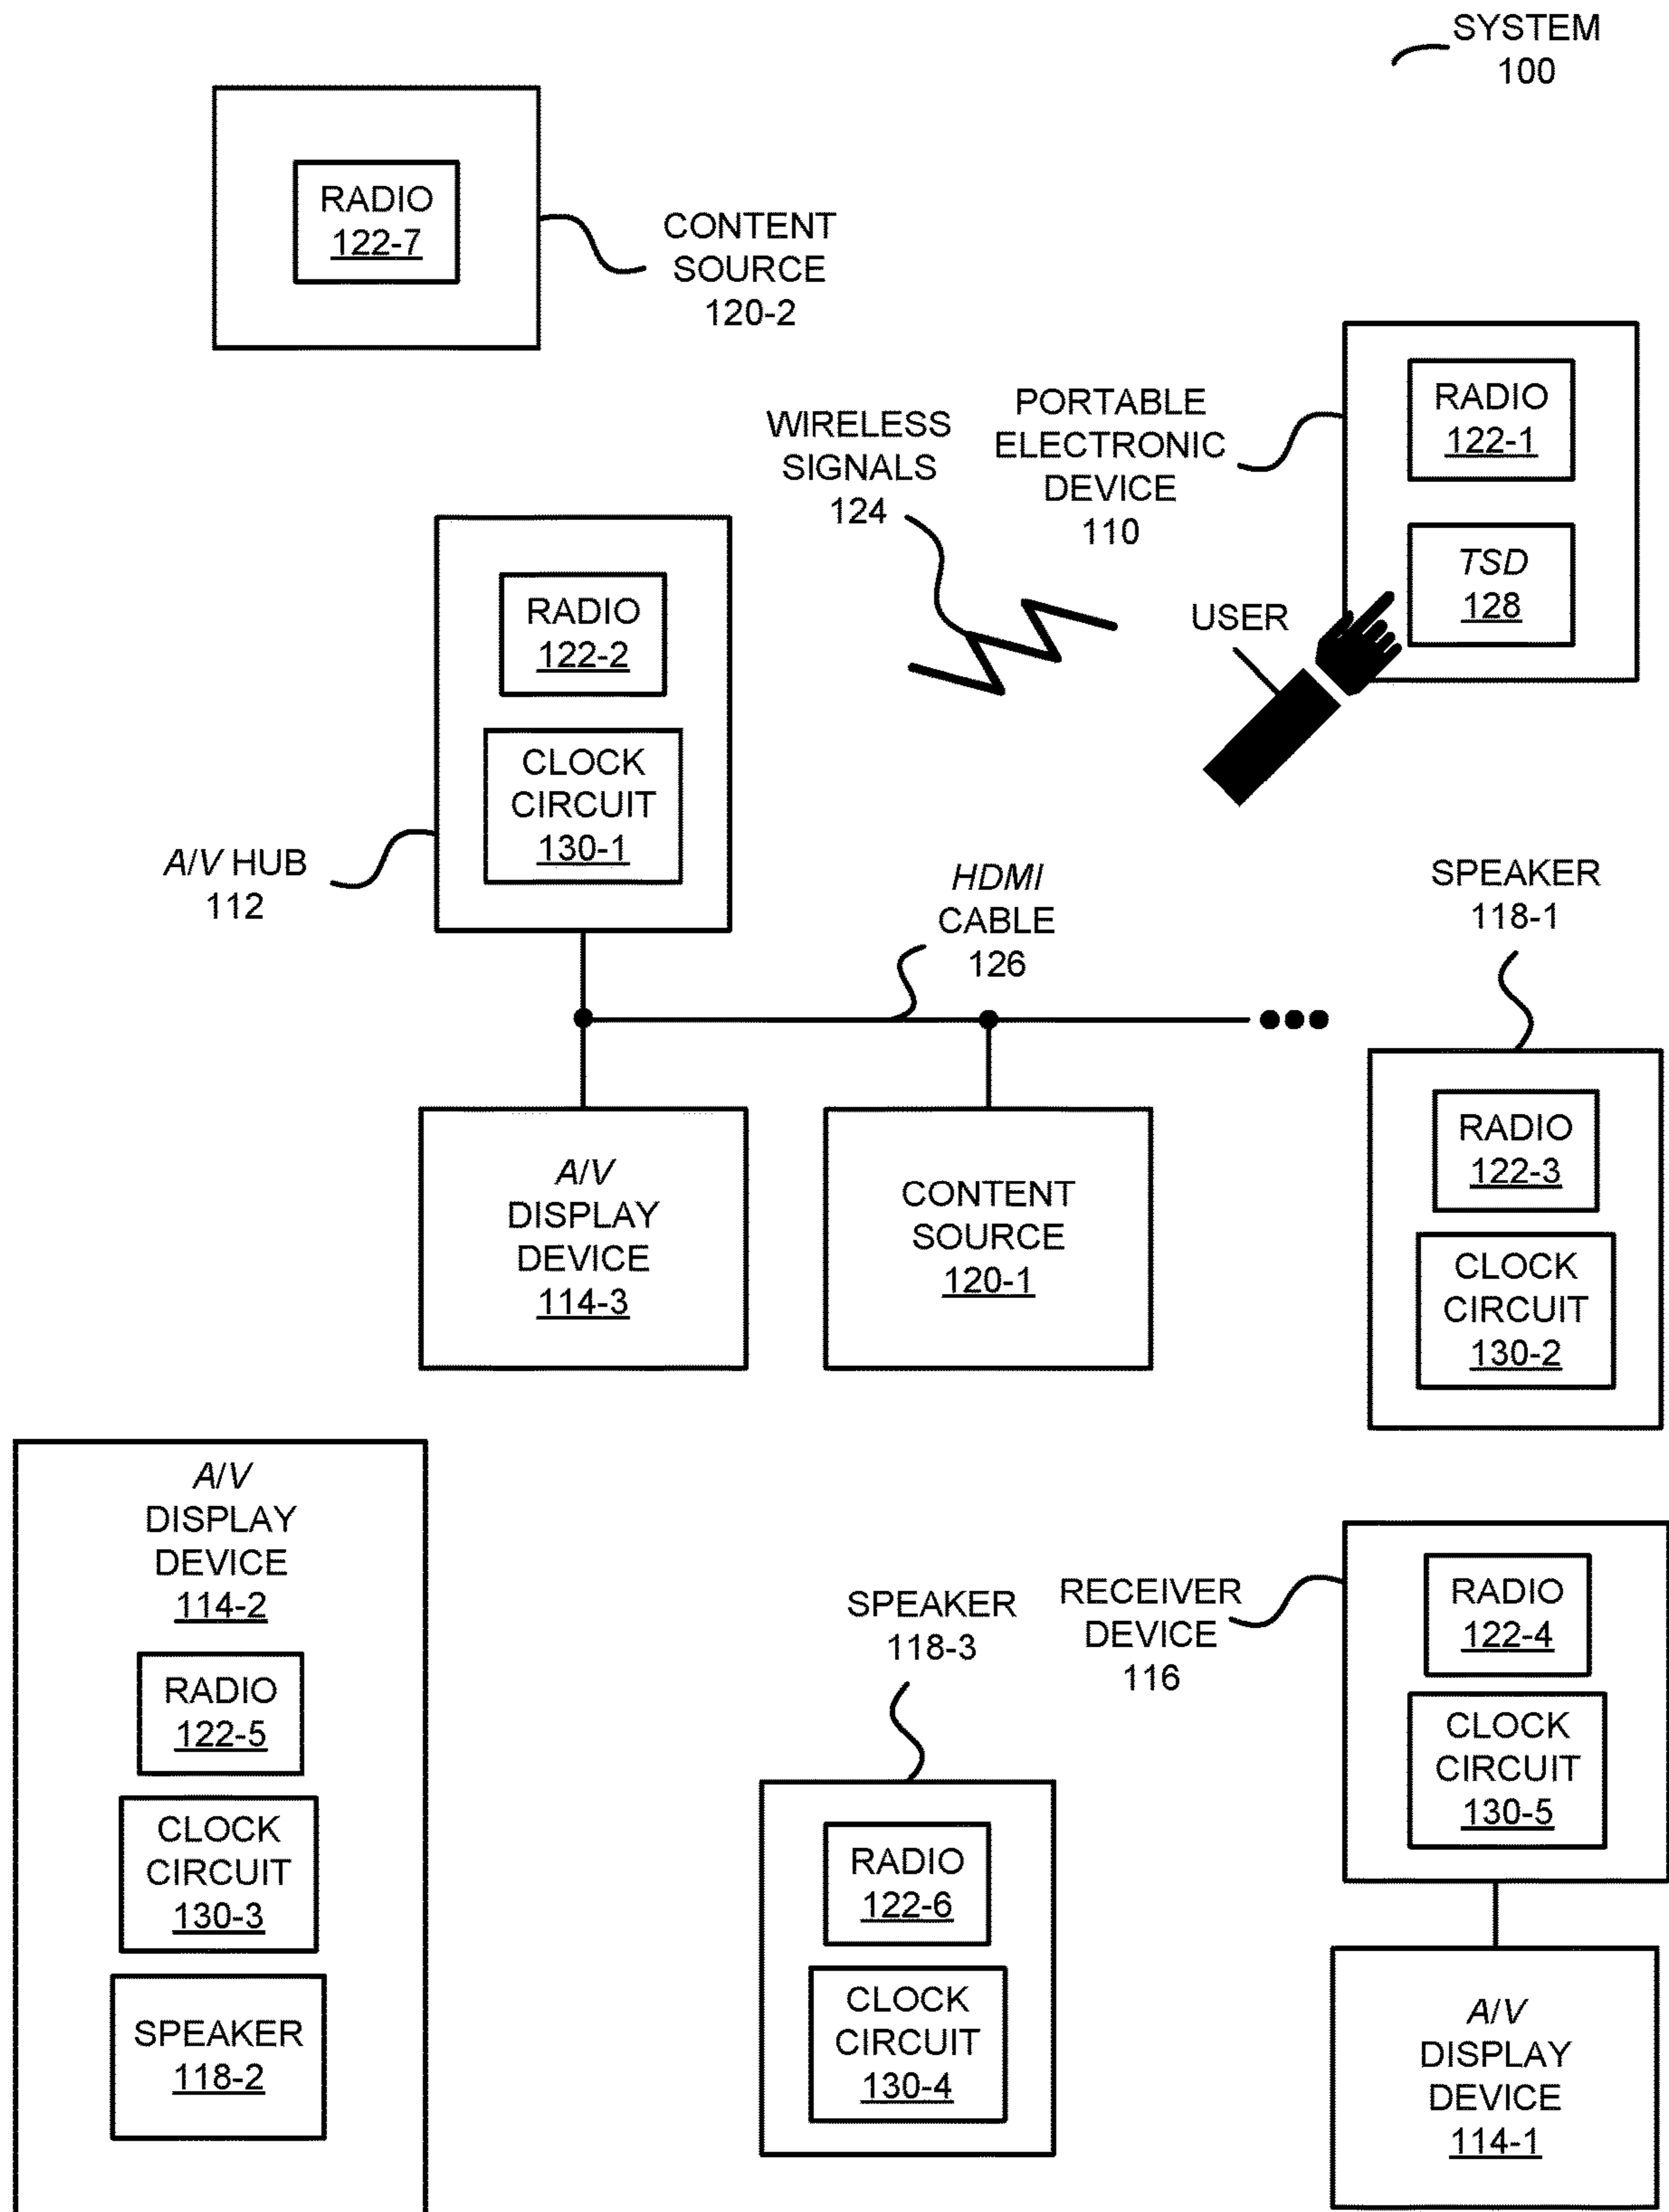 SYSTEM
100
RADIO
122-7
CONTENT
SOURCE
120-2
PORTABLE
ELECTRONIC
DEVICE
110
RADIO
122-1
TSD
128
WIRELESS
SIGNALS
124
USER
RADIO
122-2
CLOCK
CIRCUIT
130-1
A/V HUB
112
HDMI
CABLE
126
SPEAKER
118-1
RADIO
122-3
CLOCK
CIRCUIT
130-2
A/V
DISPLAY
DEVICE
114-3
CONTENT
SOURCE
120-1
A/V
DISPLAY
DEVICE
114-2
RADIO
122-5
CLOCK
CIRCUIT
130-3
SPEAKER
118-2
SPEAKER
118-3
RADIO
122-6
CLOCK
CIRCUIT
130-4
RECEIVER
DEVICE
116
RADIO
122-4
CLOCK
CIRCUIT
130-5
A/V
DISPLAY
DEVICE
114-1